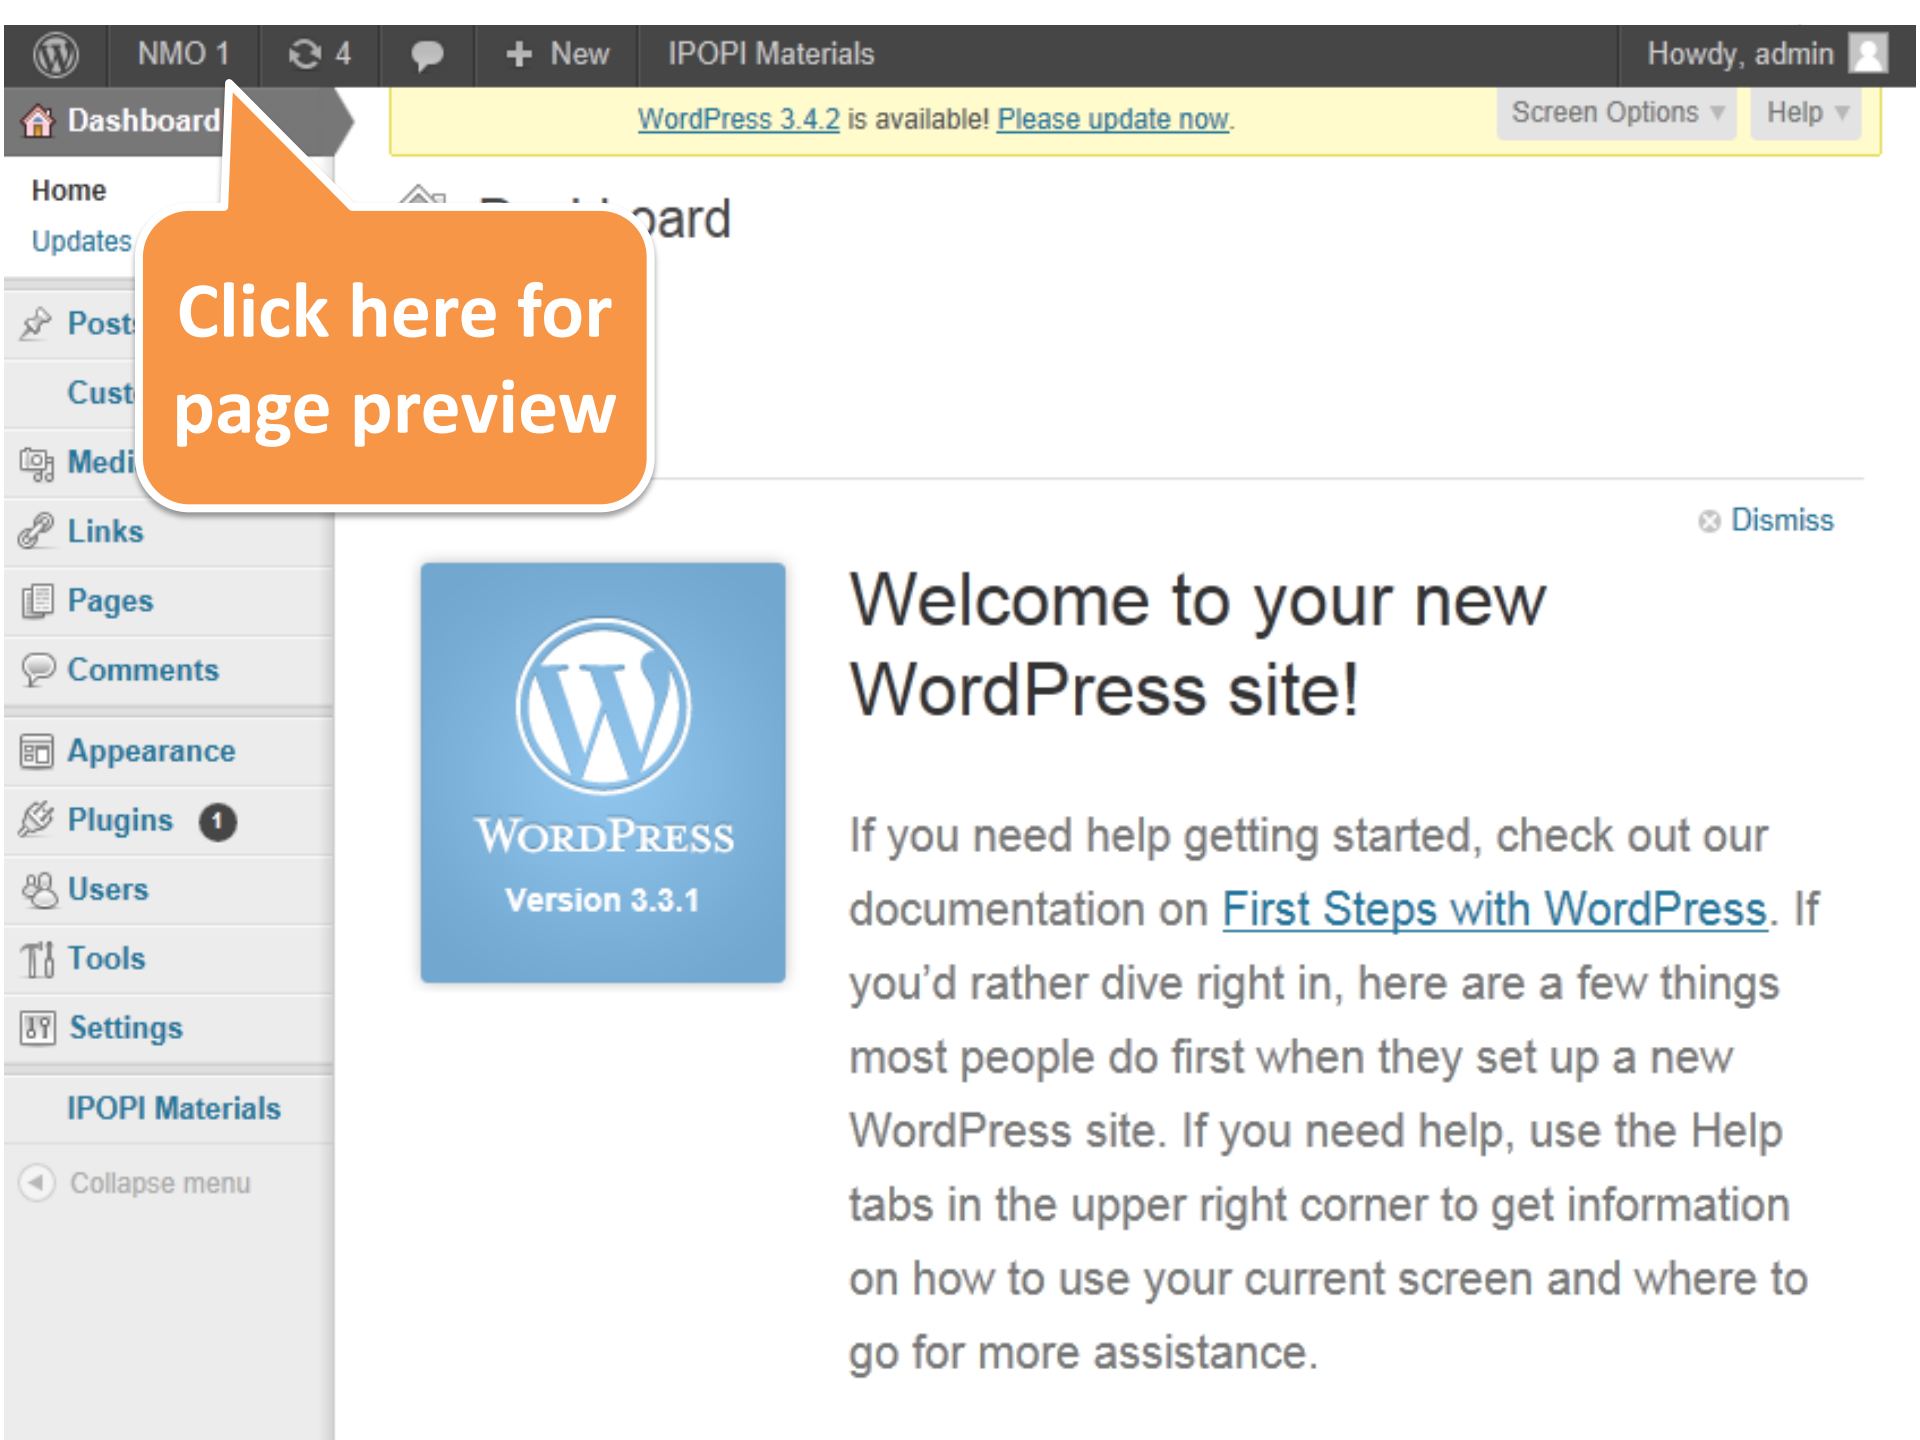 NMO 1
4
New
IPOPI Materials
Howdy, admin
Dashboard
WordPress 3.4.2 is available! Please update now.
Screen Options
Help
Home
Updates
Click here for
page preview
Links
Pages
Comments
Appearance
Plugins 1
Users
Tools
Settings
IPOPI Materials
Collapse menu
Dismiss
WORDPRESS
Version 3.3.1
Welcome to your new
WordPress site!
If you need help getting started, check out our
documentation on First Steps with WordPress. If
you’d rather dive right in, here are a few things
most people do first when they set up a new
WordPress site. If you need help, use the Help
tabs in the upper right corner to get information
on how to use your current screen and where to
go for more assistance.